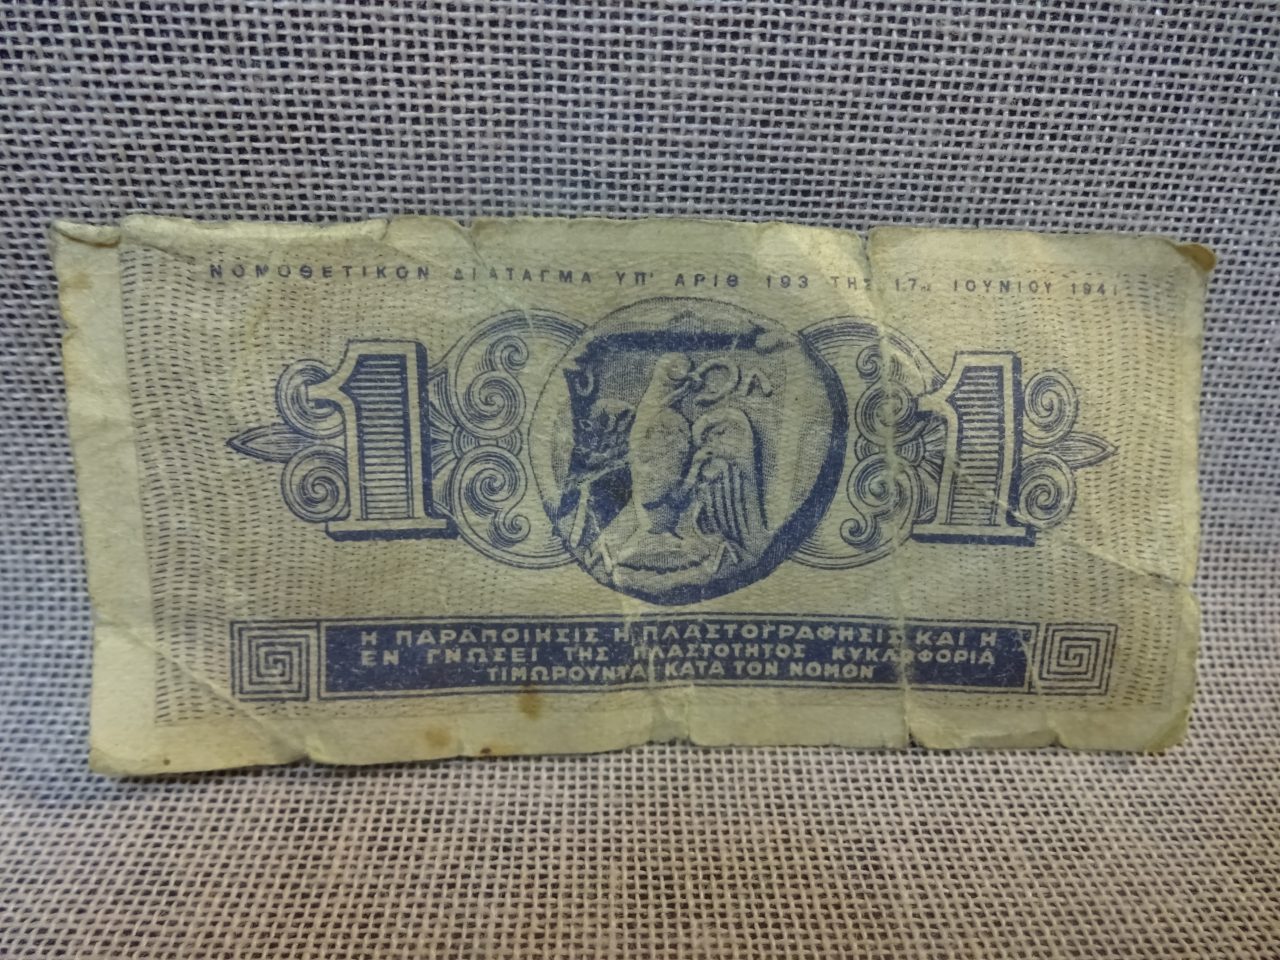 ΝΟΜΟΘΕΤΙΚΟΝ ΔΙΑΤΑΓΜΑ ΥΠ' ΑΡΙΘ 193 ΤΗΣ 17ης ΙΟΥΝΙΟΥ 1941
1 1
Η ΠΑΡΑΠΟΙΗΣΙΣ Η ΠΛΑΣΤΟΓΡΑΦΗΣΙΣ ΚΑΙ Η
ΕΝ ΓΝΩΣΕΙ ΤΗΣ ΠΛΑΣΤΟΤΗΤΟΣ ΚΥΚΛΟΦΟΡΙΑ
ΤΙΜΩΡΟΥΝΤΑΙ ΚΑΤΑ ΤΟΝ ΝΟΜΟΝ